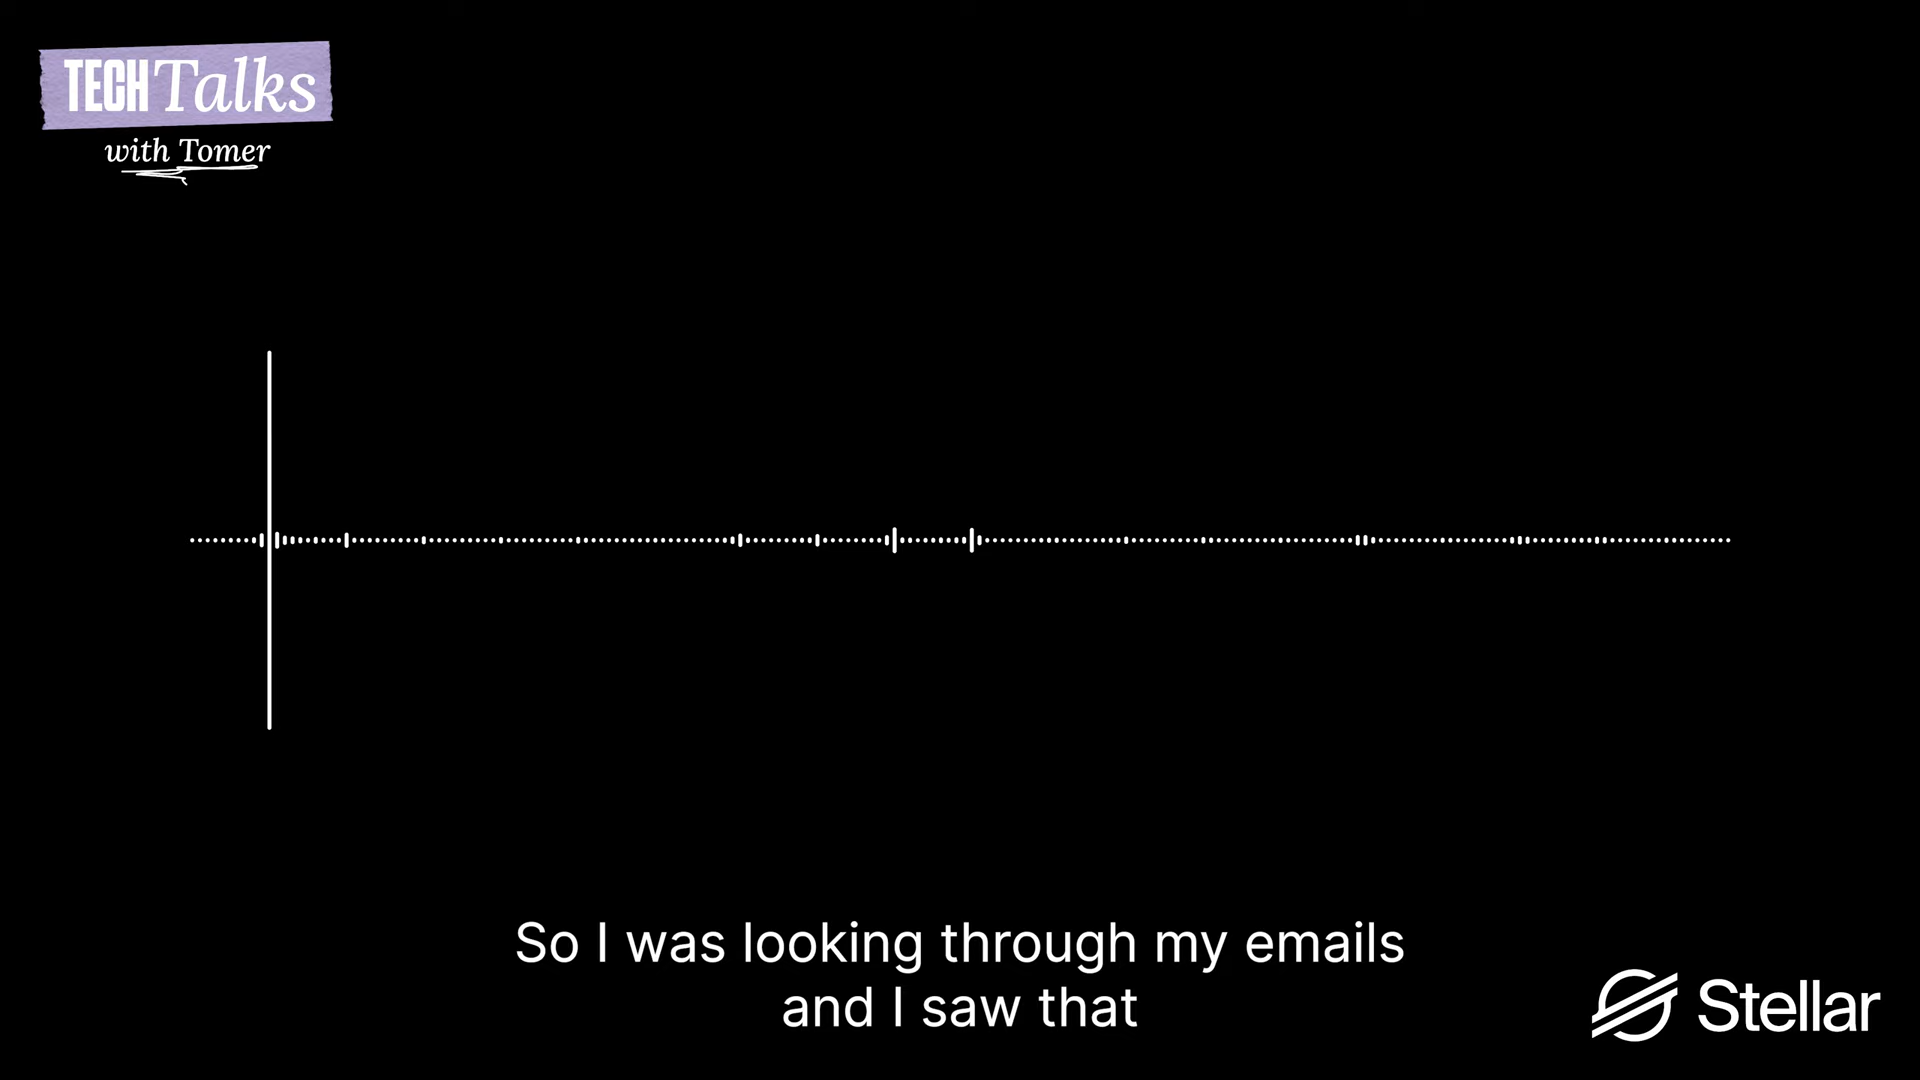 TECH Talks
with Tomer
So I was looking through my emails
and I saw that
Stellar